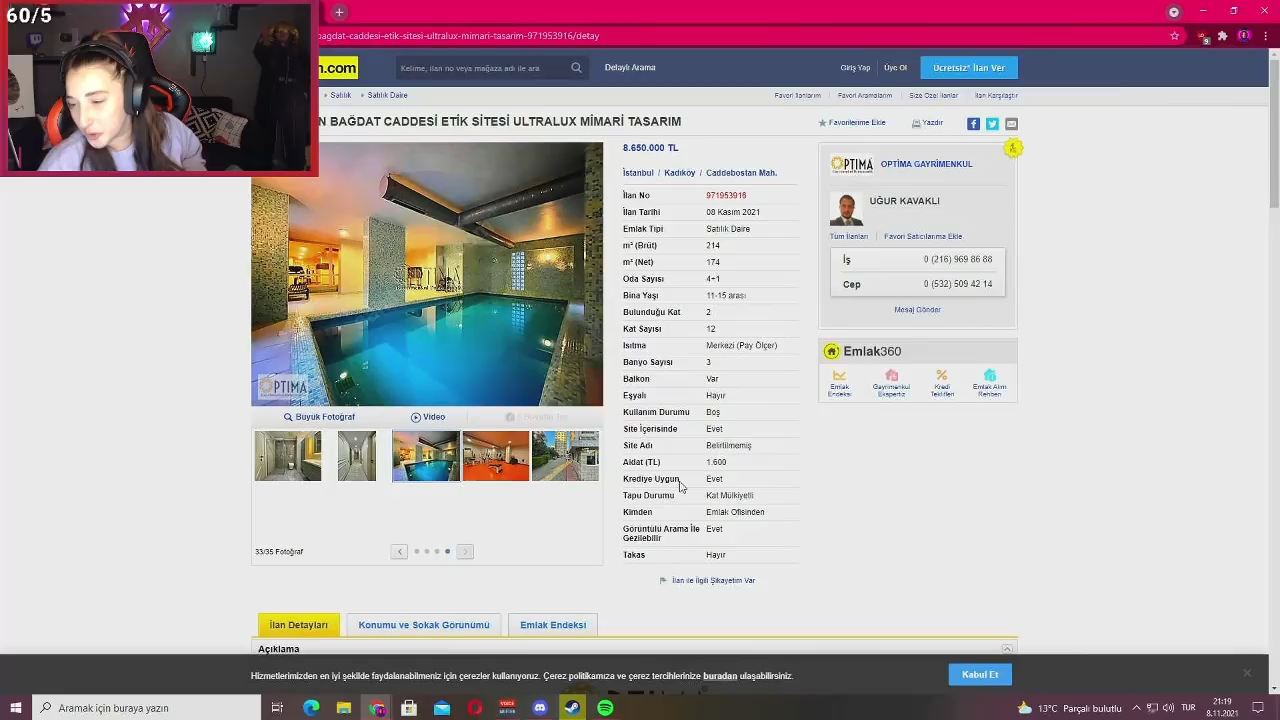 60/5
bagdat-caddesi-etik-sitesi-ultralux-mimari-tasarim-971953916/detay
.com
Kelime, ilan no veya mağaza adı ile ara
Detaylı Arama
Giriş Yap
Üye Ol
Ücretsiz* İlan Ver
Satılık
Satılık Daire
Favori İlanlarım
Favori Aramalarım
Size Özel İlanlar
İlan Karşılaştır
N BAĞDAT CADDESİ ETİK SİTESİ ULTRALUX MİMARİ TASARIM
Favorilerime Ekle
Yazdır
8.650.000 TL
İstanbul / Kadıköy / Caddebostan Mah.
İlan No 971953916
İlan Tarihi 08 Kasım 2021
Emlak Tipi Satılık Daire
m² (Brüt) 214
m² (Net) 174
Oda Sayısı 4+1
Bina Yaşı 11-15 arası
Bulunduğu Kat 2
Kat Sayısı 12
Isıtma Merkezi (Pay Ölçer)
Banyo Sayısı 3
Balkon Var
Eşyalı Hayır
Kullanım Durumu Boş
Site İçerisinde Evet
Site Adı Belirtilmemiş
Aidat (TL) 1.600
Krediye Uygun Evet
Tapu Durumu Kat Mülkiyetli
Kimden Emlak Ofisinden
Görüntülü Arama İle Evet
Gezilebilir
Takas Hayır
İlan ile İlgili Şikayetim Var
OPTİMA
OPTİMA GAYRİMENKUL
UĞUR KAVAKLI
Tüm İlanları
Favori Satıcılarıma Ekle
İş 0 (216) 969 86 88
Cep 0 (532) 509 42 14
Mesaj Gönder
Emlak360
Emlak Endeksi
Gayrimenkul Ekspertiz
Kredi Teklifleri
Emlak Alım Rehberi
OPTIMA
Büyük Fotoğraf
Video
33/35 Fotoğraf
İlan Detayları
Konumu ve Sokak Görünümü
Emlak Endeksi
Açıklama
Hizmetlerimizden en iyi şekilde faydalanabilmeniz için çerezler kullanıyoruz. Çerez politikamıza ve çerez tercihlerinize buradan ulaşabilirsiniz.
Kabul Et
Aramak için buraya yazın
13°C Parçalı bulutlu
TUR
21:19
8.11.2021